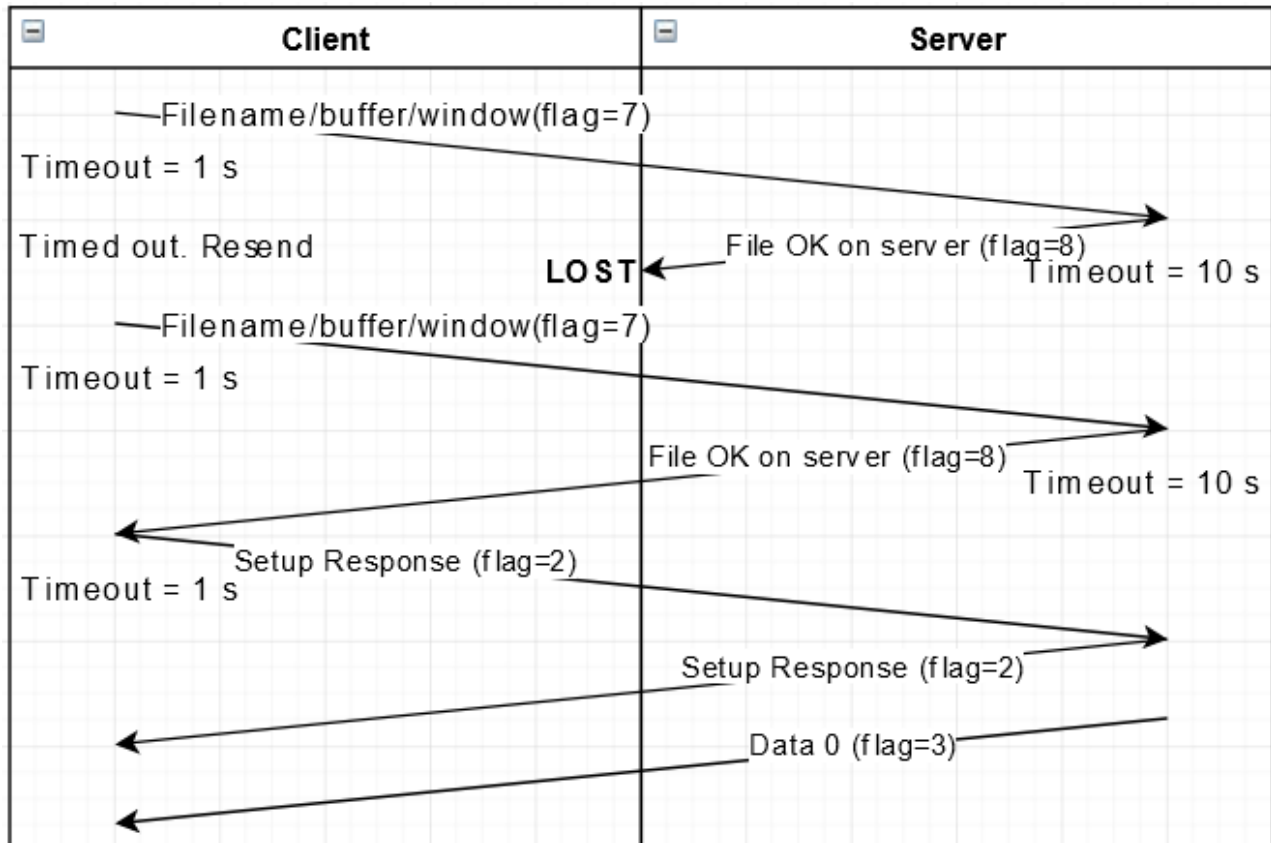 Client
Server
Filename/buffer/window(flag=7)
Timeout = 1 s
Timed out. Resend
File OK on server (flag=8)
LOST
Timeout = 10 s
Filename/buffer/window(flag=7)
Timeout = 1 s
File OK on server (flag=8)
Timeout = 10 s
Setup Response (flag=2)
Timeout = 1 s
Setup Response (flag=2)
Data 0 (flag=3)